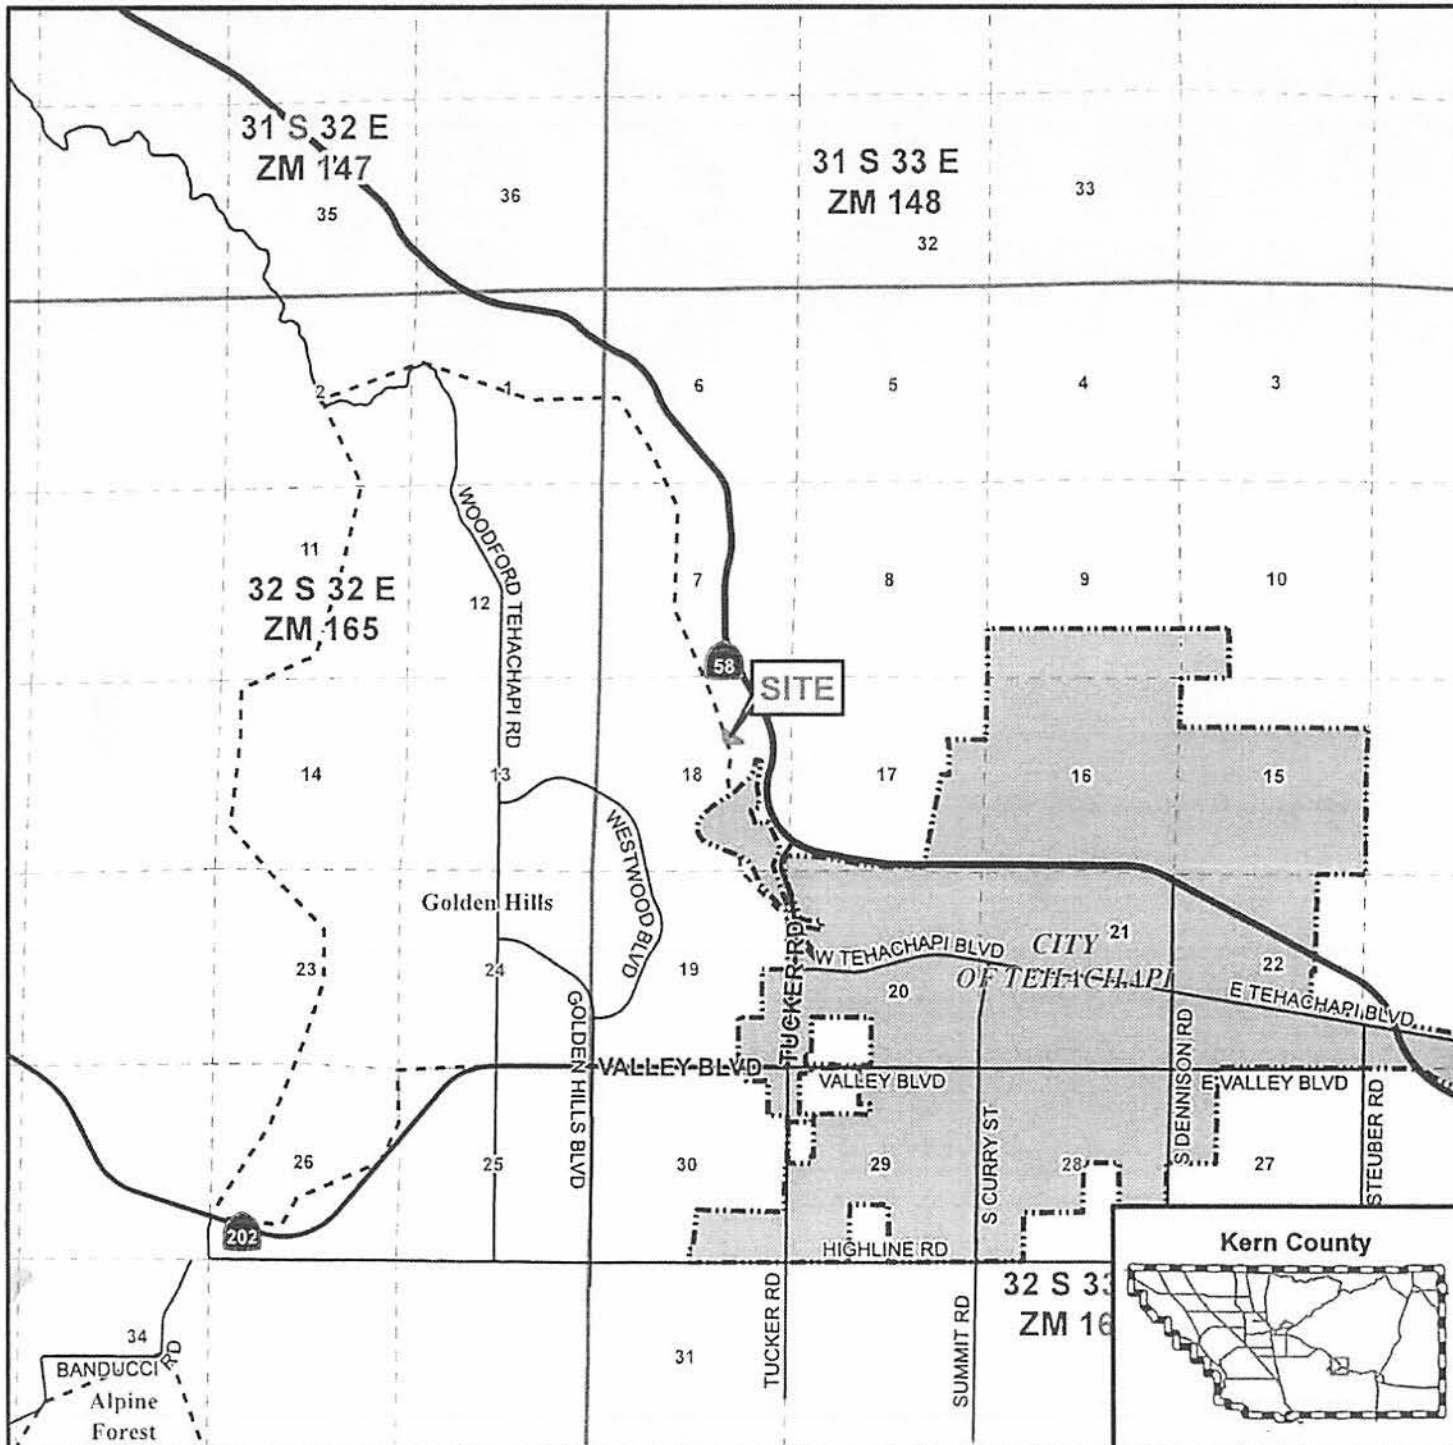 31 S 32 E
ZM 147
31 S 33 E
ZM 148
36
35
33
32
2
1
6
5
4
3
WOODFORD TEHACHAPI RD
11
32 S 32 E
ZM 165
12
7
8
9
10
58
SITE
14
13
18
17
16
15
WESTWOOD BLVD
Golden Hills
23
24
19
TUCKER RD
W TEHACHAPI BLVD
20
CITY
OF TEHACHAPI
21
22
E TEHACHAPI BLVD
GOLDEN HILLS BLVD
VALLEY BLVD
VALLEY BLVD
S DENNISON RD
E VALLEY BLVD
STEUBER RD
26
25
30
29
S CURRY ST
28
27
202
HIGHLINE RD
Kern County
32 S 33
ZM 16
34
BANDUCCI RD
Alpine
Forest
31
TUCKER RD
SUMMIT RD